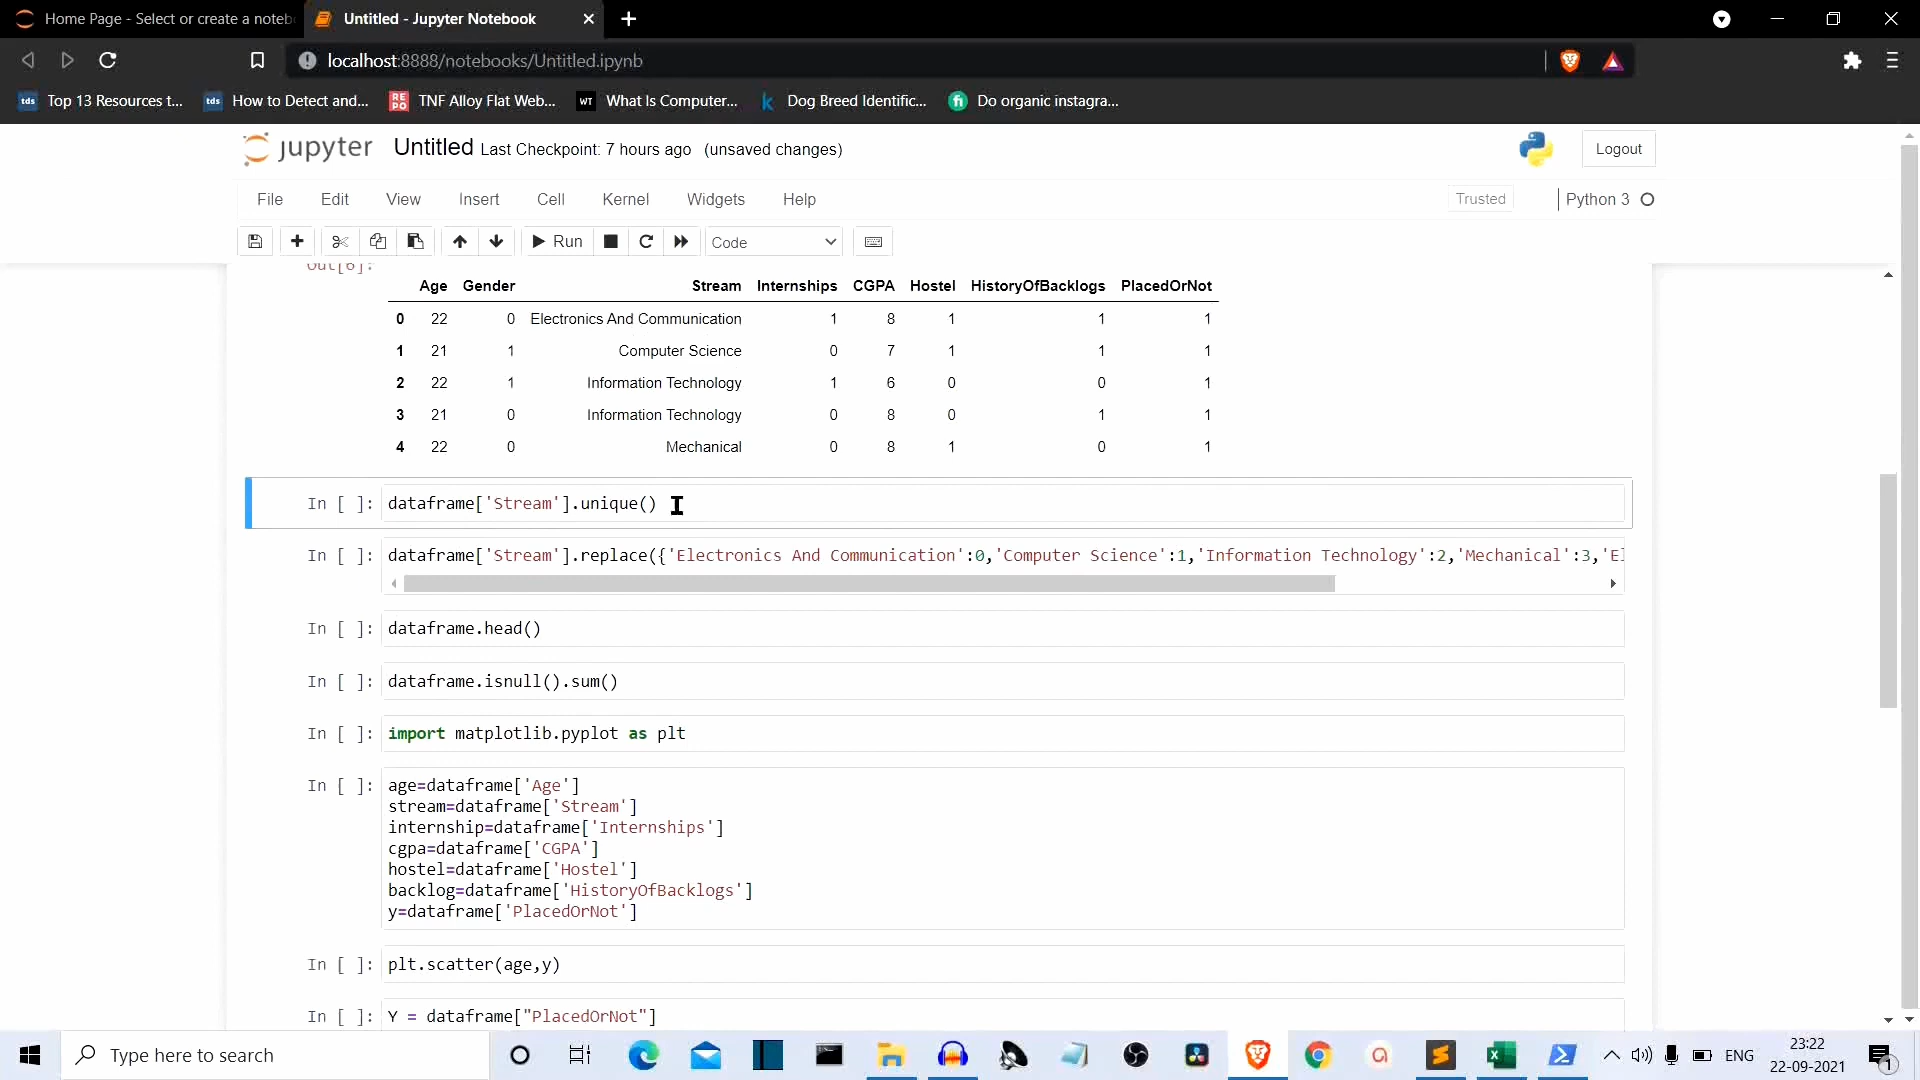 Home Page - Select or create a noteb
Untitled - Jupyter Notebook
localhost:8888/notebooks/Untitled.ipynb
tds Top 13 Resources t...
tds How to Detect and...
REPO TNF Alloy Flat Web...
WT What Is Computer...
k Dog Breed Identific...
fi Do organic instagra...
jupyter Untitled Last Checkpoint: 7 hours ago (unsaved changes)
Logout
File Edit View Insert Cell Kernel Widgets Help
Trusted
Python 3
Run
Code
Out[6]:
Age Gender Stream Internships CGPA Hostel HistoryOfBacklogs PlacedOrNot
0 22 0 Electronics And Communication 1 8 1 1 1
1 21 1 Computer Science 0 7 1 1 1
2 22 1 Information Technology 1 6 0 0 1
3 21 0 Information Technology 0 8 0 1 1
4 22 0 Mechanical 0 8 1 0 1
In [ ]: dataframe['Stream'].unique()
In [ ]: dataframe['Stream'].replace({'Electronics And Communication':0,'Computer Science':1,'Information Technology':2,'Mechanical':3,'El
In [ ]: dataframe.head()
In [ ]: dataframe.isnull().sum()
In [ ]: import matplotlib.pyplot as plt
In [ ]: age=dataframe['Age']
stream=dataframe['Stream']
internship=dataframe['Internships']
cgpa=dataframe['CGPA']
hostel=dataframe['Hostel']
backlog=dataframe['HistoryOfBacklogs']
y=dataframe['PlacedOrNot']
In [ ]: plt.scatter(age,y)
In [ ]: Y = dataframe["PlacedOrNot"]
Type here to search
ENG
23:22
22-09-2021
1